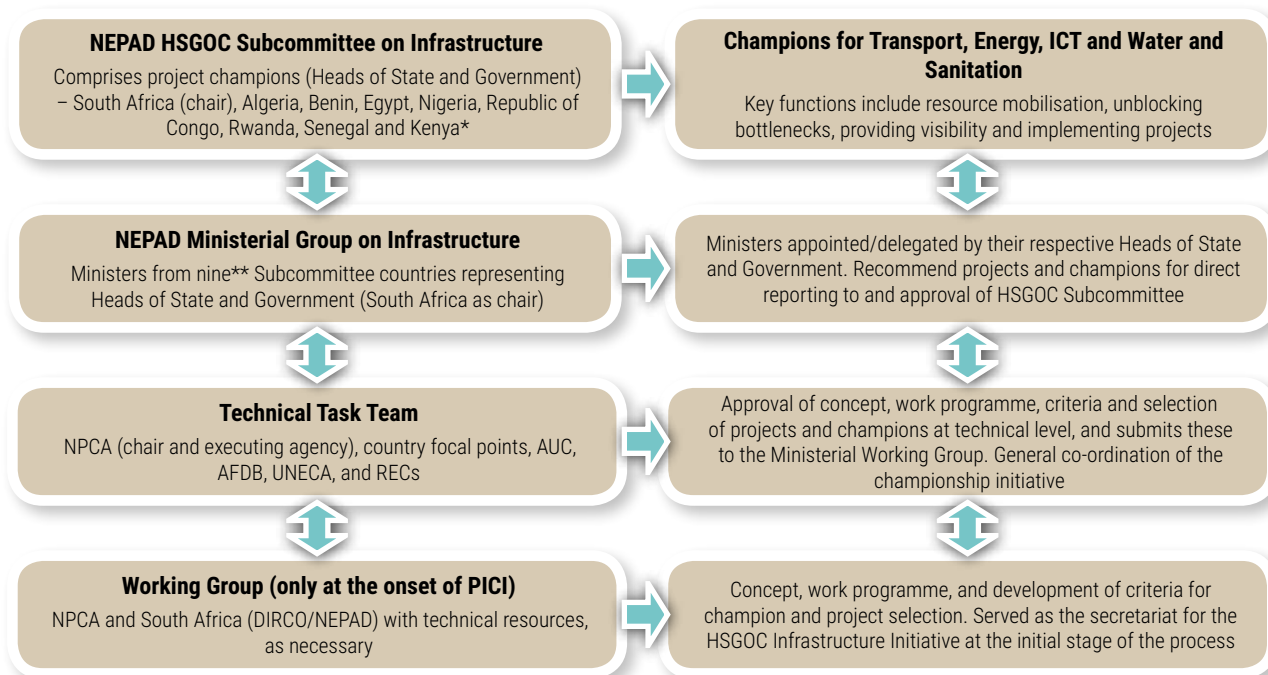 NEPAD HSGOC Subcommittee on Infrastructure
Comprises project champions (Heads of State and Government)
– South Africa (chair), Algeria, Benin, Egypt, Nigeria, Republic of
Congo, Rwanda, Senegal and Kenya*
Champions for Transport, Energy, ICT and Water and
Sanitation
Key functions include resource mobilisation, unblocking
bottlenecks, providing visibility and implementing projects
NEPAD Ministerial Group on Infrastructure
Ministers from nine** Subcommittee countries representing
Heads of State and Government (South Africa as chair)
Ministers appointed/delegated by their respective Heads of State
and Government. Recommend projects and champions for direct
reporting to and approval of HSGOC Subcommittee
Technical Task Team
NPCA (chair and executing agency), country focal points, AUC,
AFDB, UNECA, and RECs
Approval of concept, work programme, criteria and selection
of projects and champions at technical level, and submits these
to the Ministerial Working Group. General co-ordination of the
championship initiative
Working Group (only at the onset of PICI)
NPCA and South Africa (DIRCO/NEPAD) with technical resources,
as necessary
Concept, work programme, and development of criteria for
champion and project selection. Served as the secretariat for the
HSGOC Infrastructure Initiative at the initial stage of the process